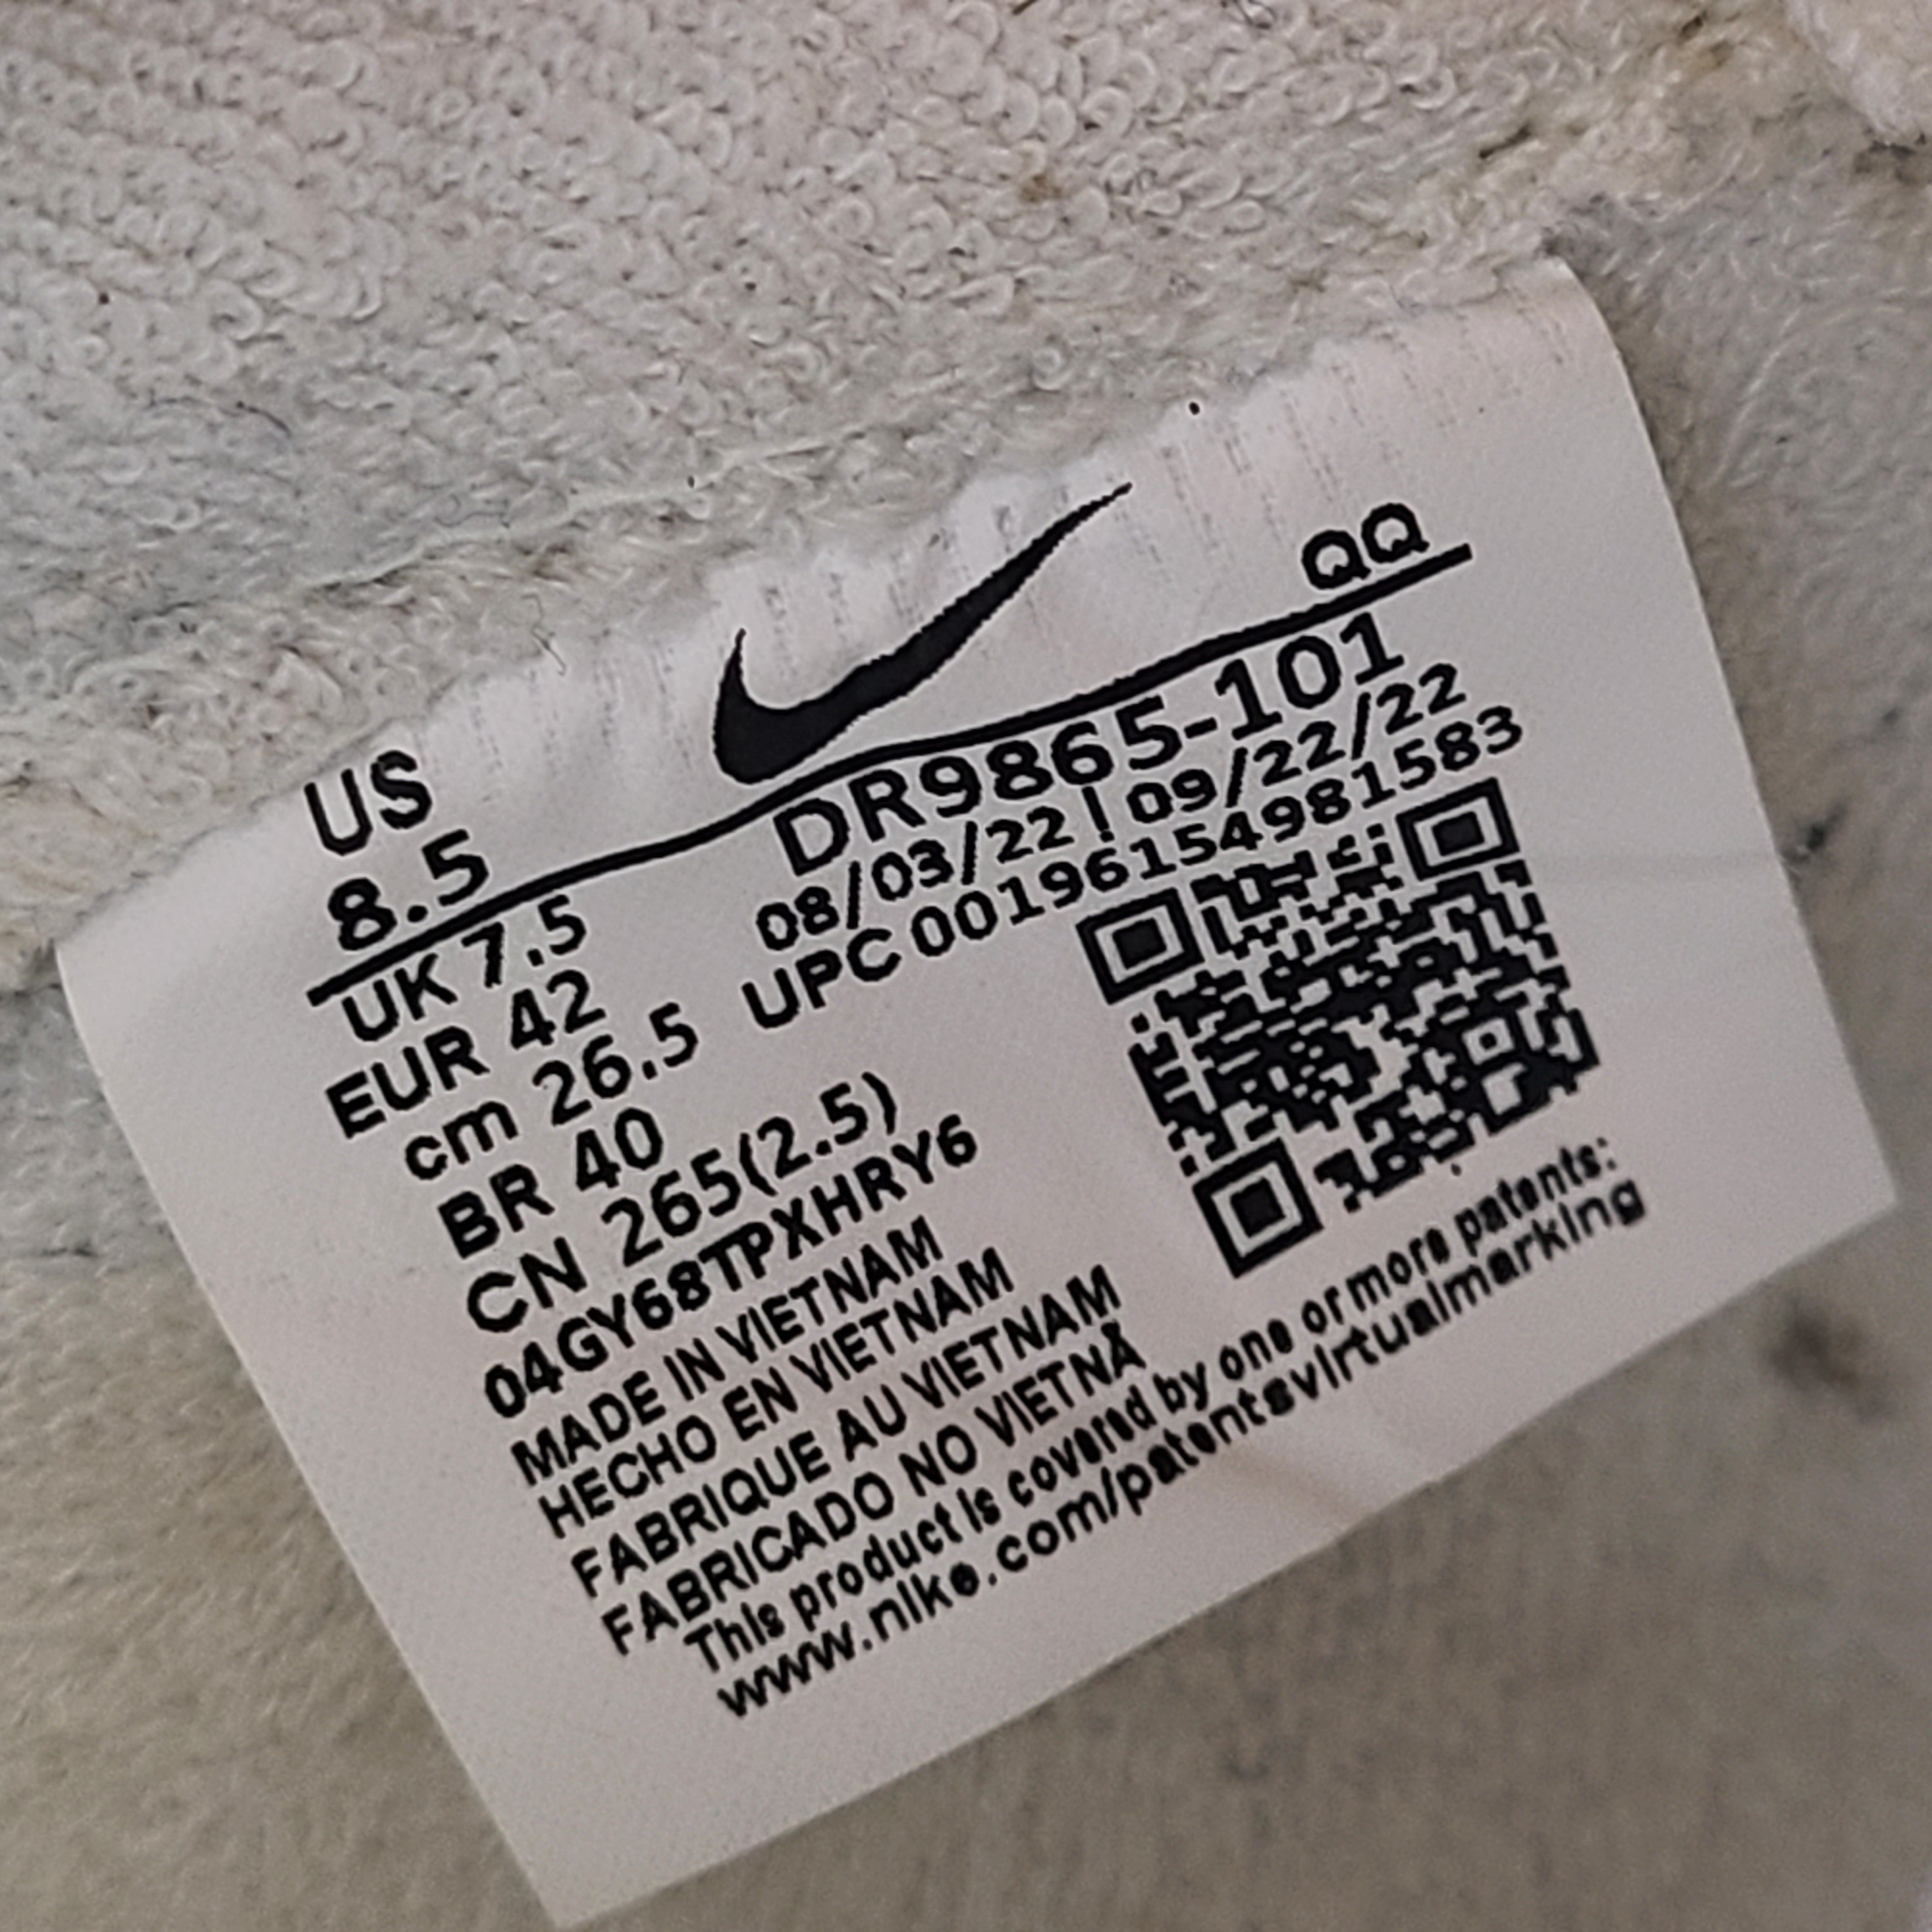 QQ
US
8.5
DR9865-101
08/03/22 | 09/22/22
UPC 00196154981583
UK 7.5
EUR 42
cm 26.5
BR 40
CN 265(2.5)
04GY68TPXHRY6
MADE IN VIETNAM
HECHO EN VIETNAM
FABRIQUE AU VIETNAM
FABRICADO NO VIETNÃ
This product is covered by one or more patents:
www.nike.com/patentsvirtualmarking